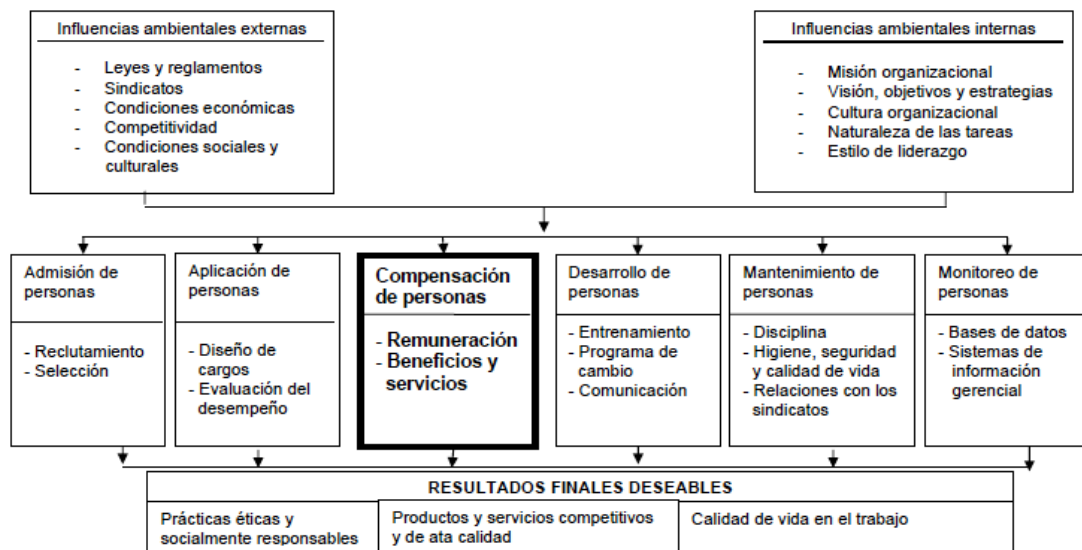 Influencias ambientales externas
- Leyes y reglamentos
- Sindicatos
- Condiciones económicas
- Competitividad
- Condiciones sociales y
culturales
Influencias ambientales internas
- Misión organizacional
- Visión, objetivos y estrategias
- Cultura organizacional
- Naturaleza de las tareas
- Estilo de liderazgo
Admisión de
personas
- Reclutamiento
- Selección
Aplicación de
personas
- Diseño de
cargos
- Evaluación del
desempeño
Compensación
de personas
- Remuneración
- Beneficios y
servicios
Desarrollo de
personas
- Entrenamiento
- Programa de
cambio
- Comunicación
Mantenimiento de
personas
- Disciplina
- Higiene, seguridad
y calidad de vida
- Relaciones con los
sindicatos
Monitoreo de
personas
- Bases de datos
- Sistemas de
información
gerencial
RESULTADOS FINALES DESEABLES
Prácticas éticas y
socialmente responsables
Productos y servicios competitivos
y de ata calidad
Calidad de vida en el trabajo